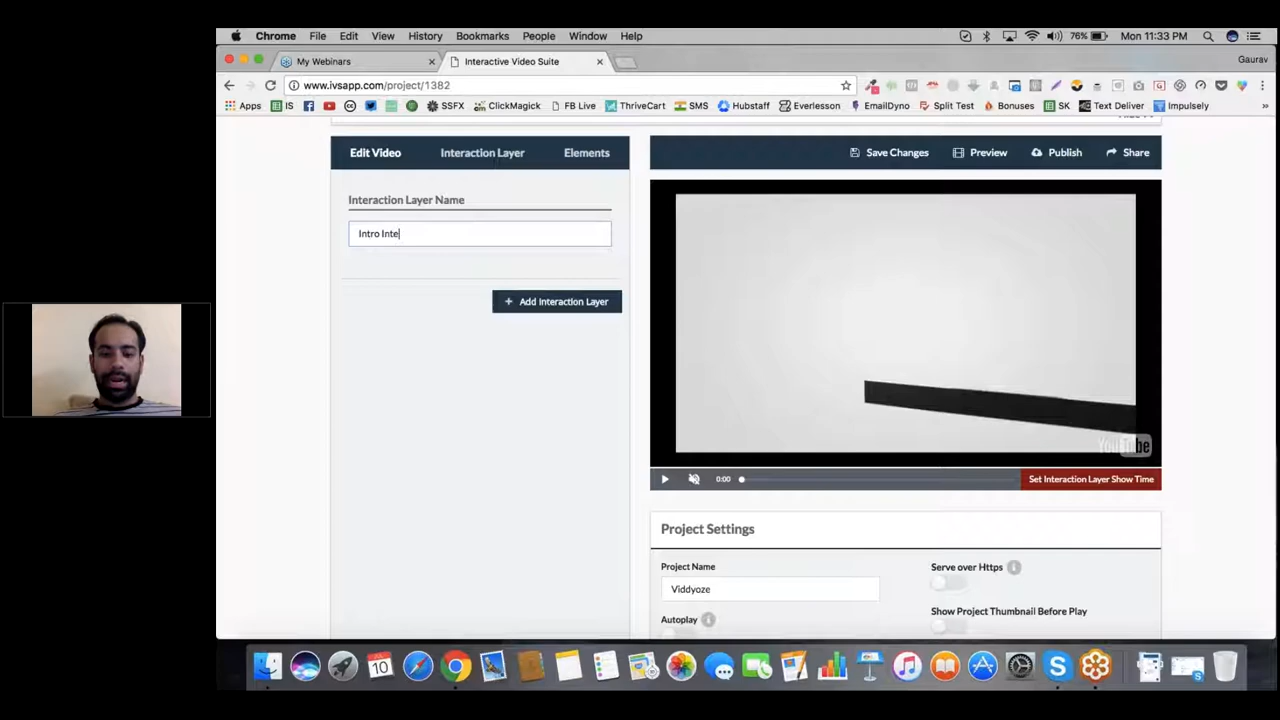 Chrome File Edit View History Bookmarks People Window Help 76% Mon 11:33 PM
My Webinars × Interactive Video Suite × Gaurav
www.ivsapp.com/project/1382
Apps IS SSFX ClickMagick FB Live ThriveCart SMS Hubstaff Everlesson EmailDyno Split Test Bonuses SK Text Deliver Impulsely »
Edit Video Interaction Layer Elements Save Changes Preview Publish Share
Interaction Layer Name
Intro Inte
+ Add Interaction Layer
YouTube
0:00 Set Interaction Layer Show Time
Project Settings
Project Name Serve over Https
Viddyoze
Show Project Thumbnail Before Play
Autoplay
10